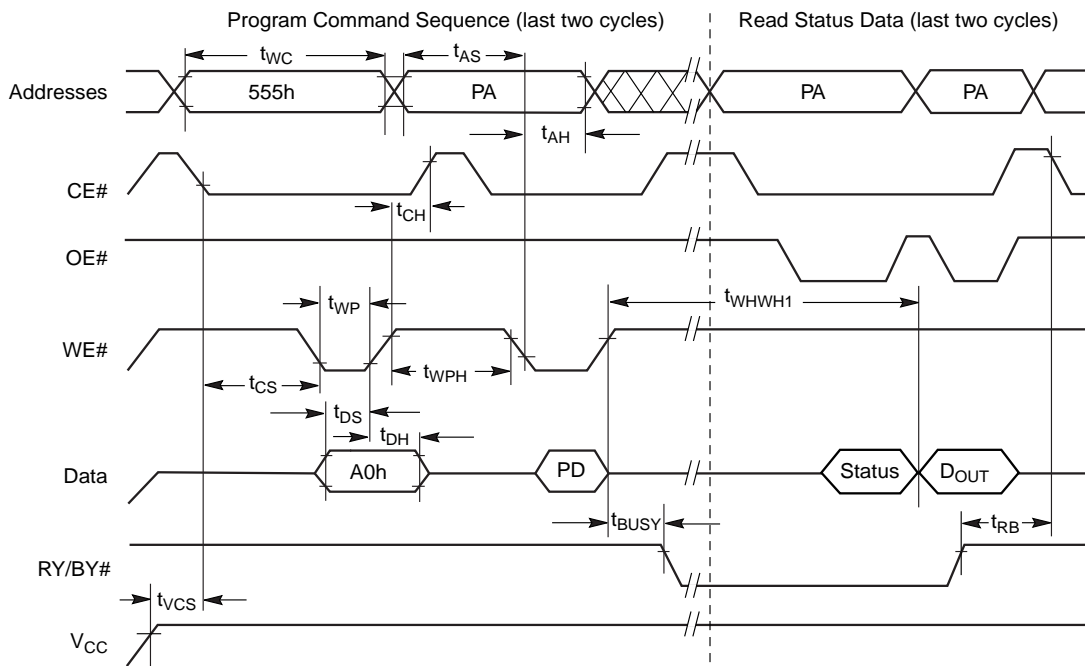 Program Command Sequence (last two cycles) Read Status Data (last two cycles)
tWC tAS
Addresses 555h PA PA PA
tAH
CE#
tCH
OE#
tWP tWHWH1
WE#
tCS tWPH
tDS
tDH
Data A0h PD Status DOUT
tBUSY tRB
RY/BY#
tVCS
VCC